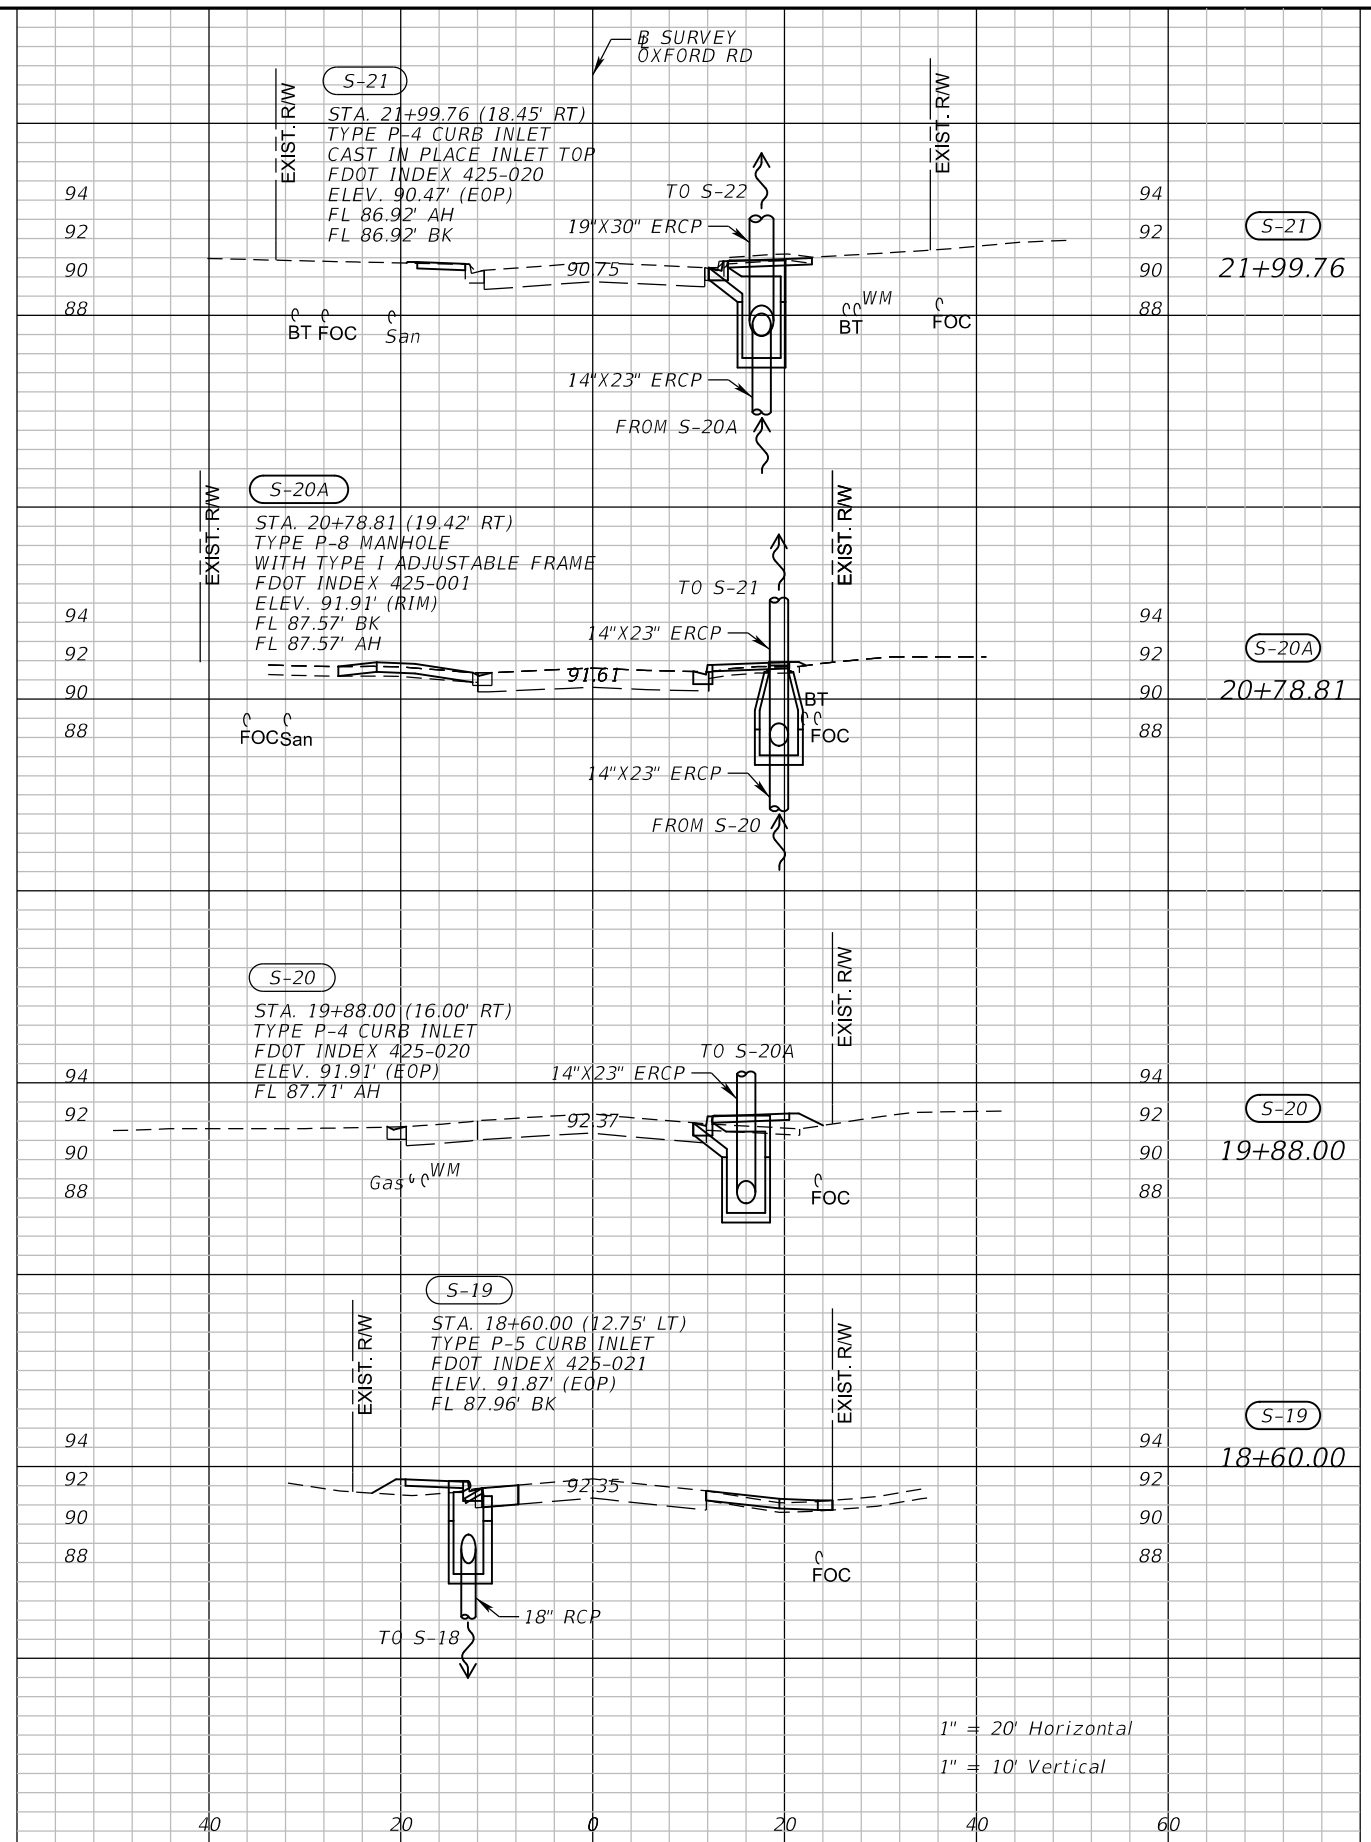 B SURVEY
OXFORD RD
S-21
EXIST. R/W
EXIST. R/W
STA. 21+99.76 (18.45' RT)
TYPE P-4 CURB INLET
CAST IN PLACE INLET TOP
FDOT INDEX 425-020
ELEV. 90.47' (EOP)
FL 86.92' AH
FL 86.92' BK
TO S-22
19"X30" ERCP
94
92
90
88
94
92
90
88
S-21
21+99.76
90.75
BT
FOC
San
BT
WM
FOC
14"X23" ERCP
FROM S-20A
S-20A
EXIST. R/W
EXIST. R/W
STA. 20+78.81 (19.42' RT)
TYPE P-8 MANHOLE
WITH TYPE I ADJUSTABLE FRAME
FDOT INDEX 425-001
ELEV. 91.91' (RIM)
FL 87.57' BK
FL 87.57' AH
TO S-21
14"X23" ERCP
94
92
90
88
94
92
90
88
S-20A
20+78.81
91.61
BT
FOC
San
FOC
14"X23" ERCP
FROM S-20
S-20
EXIST. R/W
STA. 19+88.00 (16.00' RT)
TYPE P-4 CURB INLET
FDOT INDEX 425-020
ELEV. 91.91' (EOP)
FL 87.71' AH
TO S-20A
14"X23" ERCP
94
92
90
88
94
92
90
88
S-20
19+88.00
92.37
Gas
WM
FOC
S-19
EXIST. R/W
EXIST. R/W
STA. 18+60.00 (12.75' LT)
TYPE P-5 CURB INLET
FDOT INDEX 425-021
ELEV. 91.87' (EOP)
FL 87.96' BK
94
92
90
88
94
92
90
88
S-19
18+60.00
92.35
FOC
18" RCP
TO S-18
1" = 20' Horizontal
1" = 10' Vertical
40
20
0
20
40
60